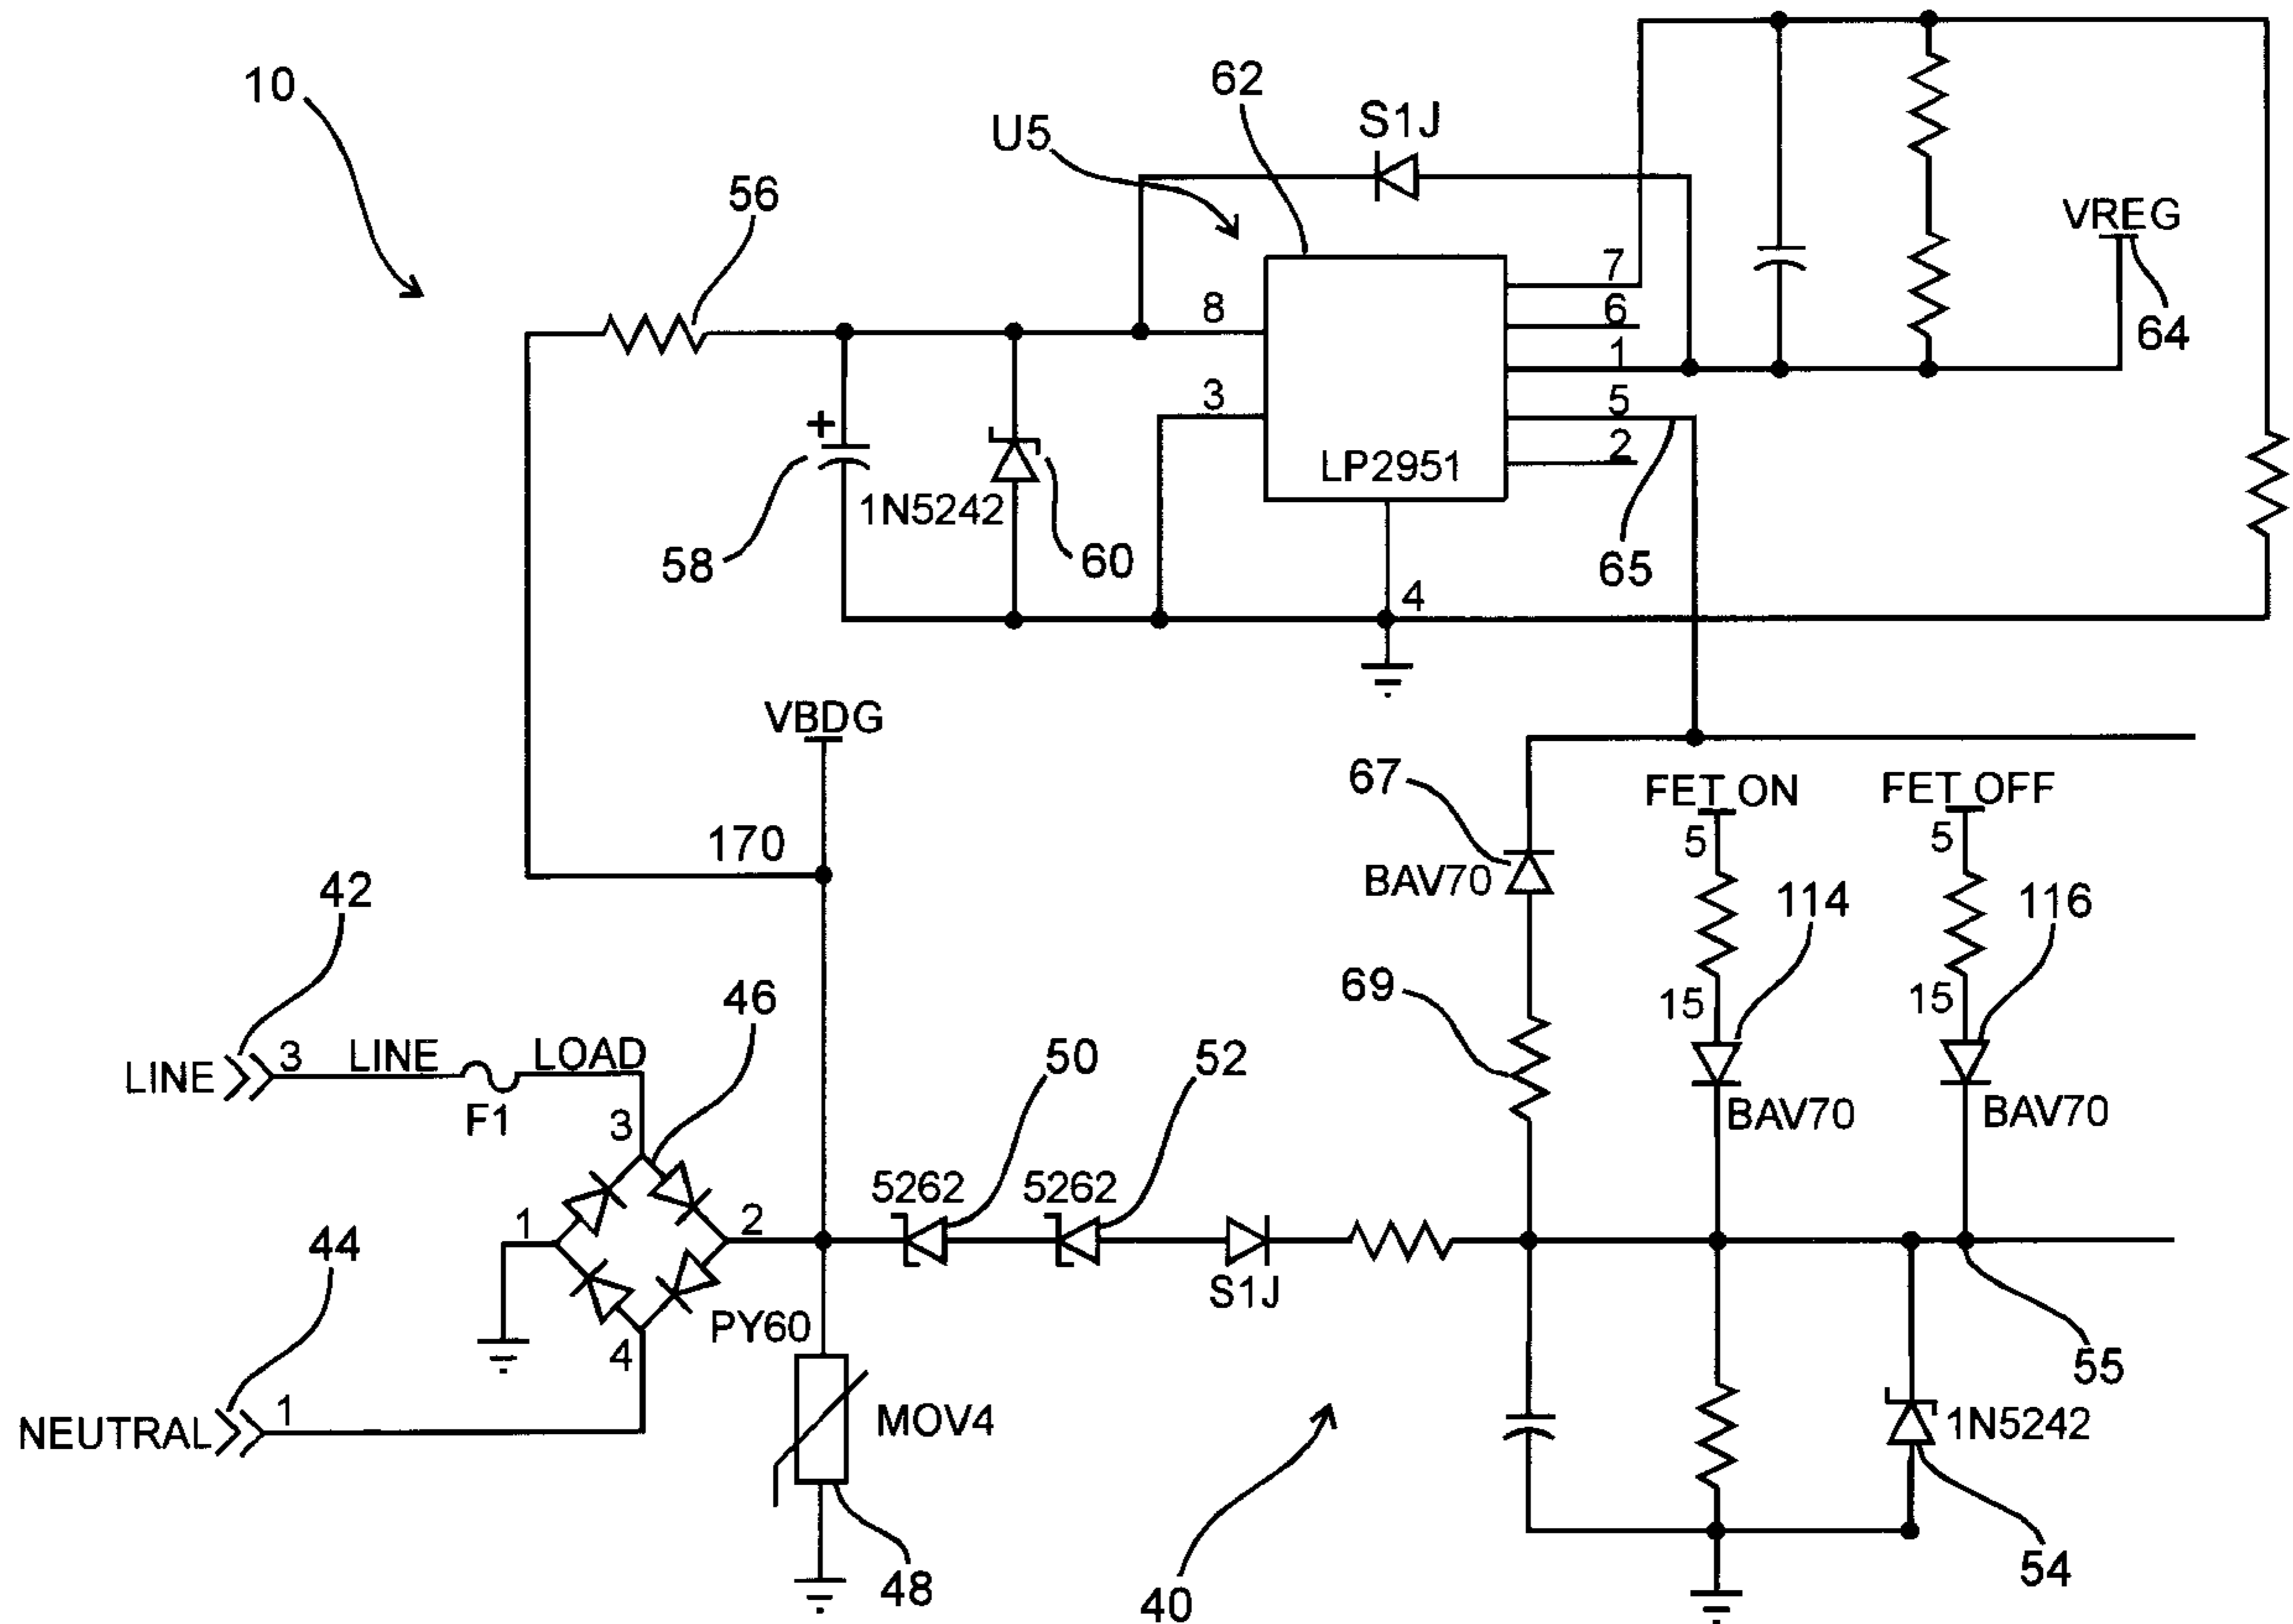 10
62
S1J
U5
56
VREG
7
8
6
64
1
3
5
+
2
LP2951
1N5242
58
60
65
4
VBDG
67
FET ON
FET OFF
5
5
170
BAV70
42
114
116
46
69
15
15
LINE
3
LINE
LOAD
50
52
F1
3
BAV70
BAV70
5262
5262
1
2
44
S1J
PY60
4
55
NEUTRAL
1
MOV4
1N5242
48
40
54